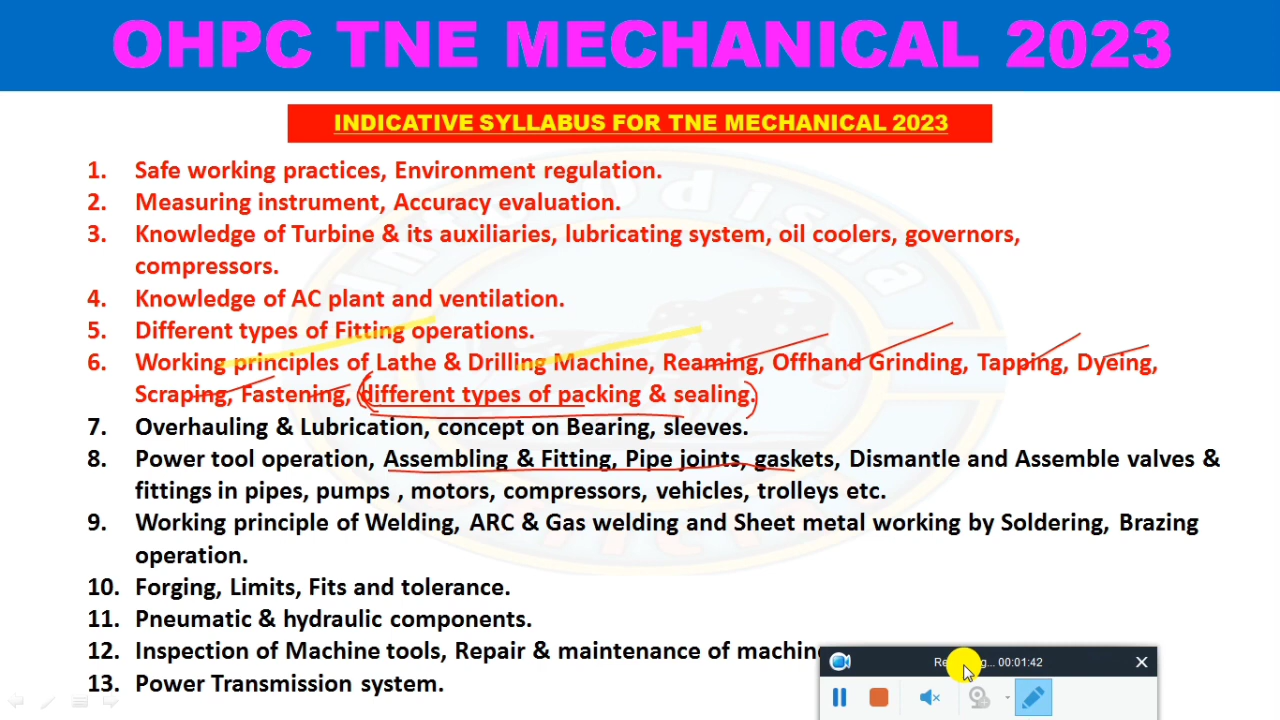 OHPC TNE MECHANICAL 2023
INDICATIVE SYLLABUS FOR TNE MECHANICAL 2023
1. Safe working practices, Environment regulation.
2. Measuring instrument, Accuracy evaluation.
3. Knowledge of Turbine & its auxiliaries, lubricating system, oil coolers, governors,
compressors.
4. Knowledge of AC plant and ventilation.
5. Different types of Fitting operations.
6. Working principles of Lathe & Drilling Machine, Reaming, Offhand Grinding, Tapping, Dyeing,
Scraping, Fastening, different types of packing & sealing.
7. Overhauling & Lubrication, concept on Bearing, sleeves.
8. Power tool operation, Assembling & Fitting, Pipe joints, gaskets, Dismantle and Assemble valves &
fittings in pipes, pumps , motors, compressors, vehicles, trolleys etc.
9. Working principle of Welding, ARC & Gas welding and Sheet metal working by Soldering, Brazing
operation.
10. Forging, Limits, Fits and tolerance.
11. Pneumatic & hydraulic components.
12. Inspection of Machine tools, Repair & maintenance of machine
13. Power Transmission system.
00:01:42